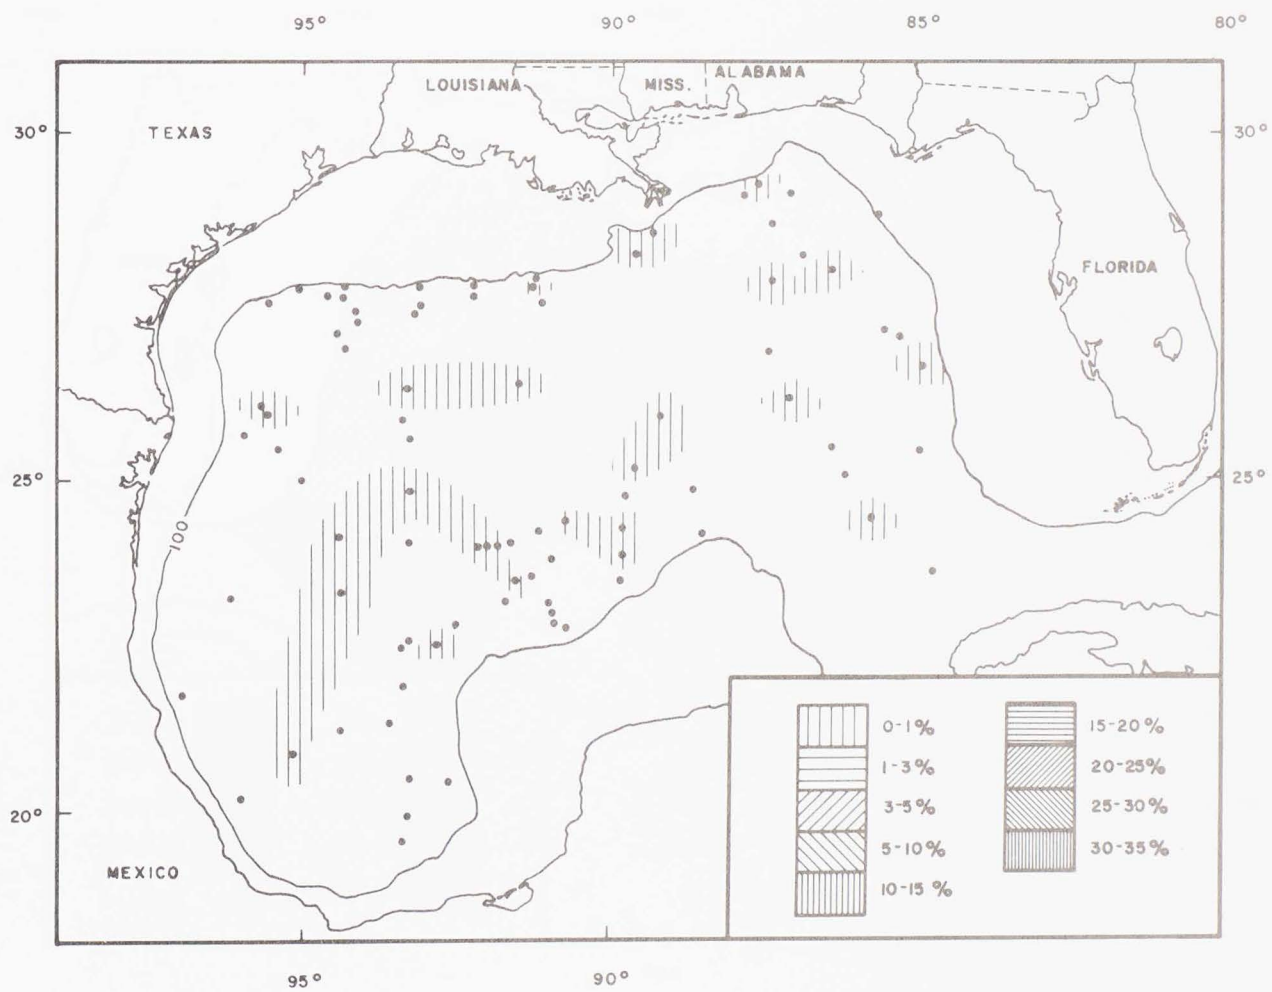 95° 90° 85° 80°
LOUISIANA MISS. ALABAMA
30° TEXAS 30°
FLORIDA
25° 25°
100
0-1% 15-20%
1-3% 20-25%
3-5% 25-30%
5-10% 30-35%
10-15%
20°
MEXICO
95° 90°